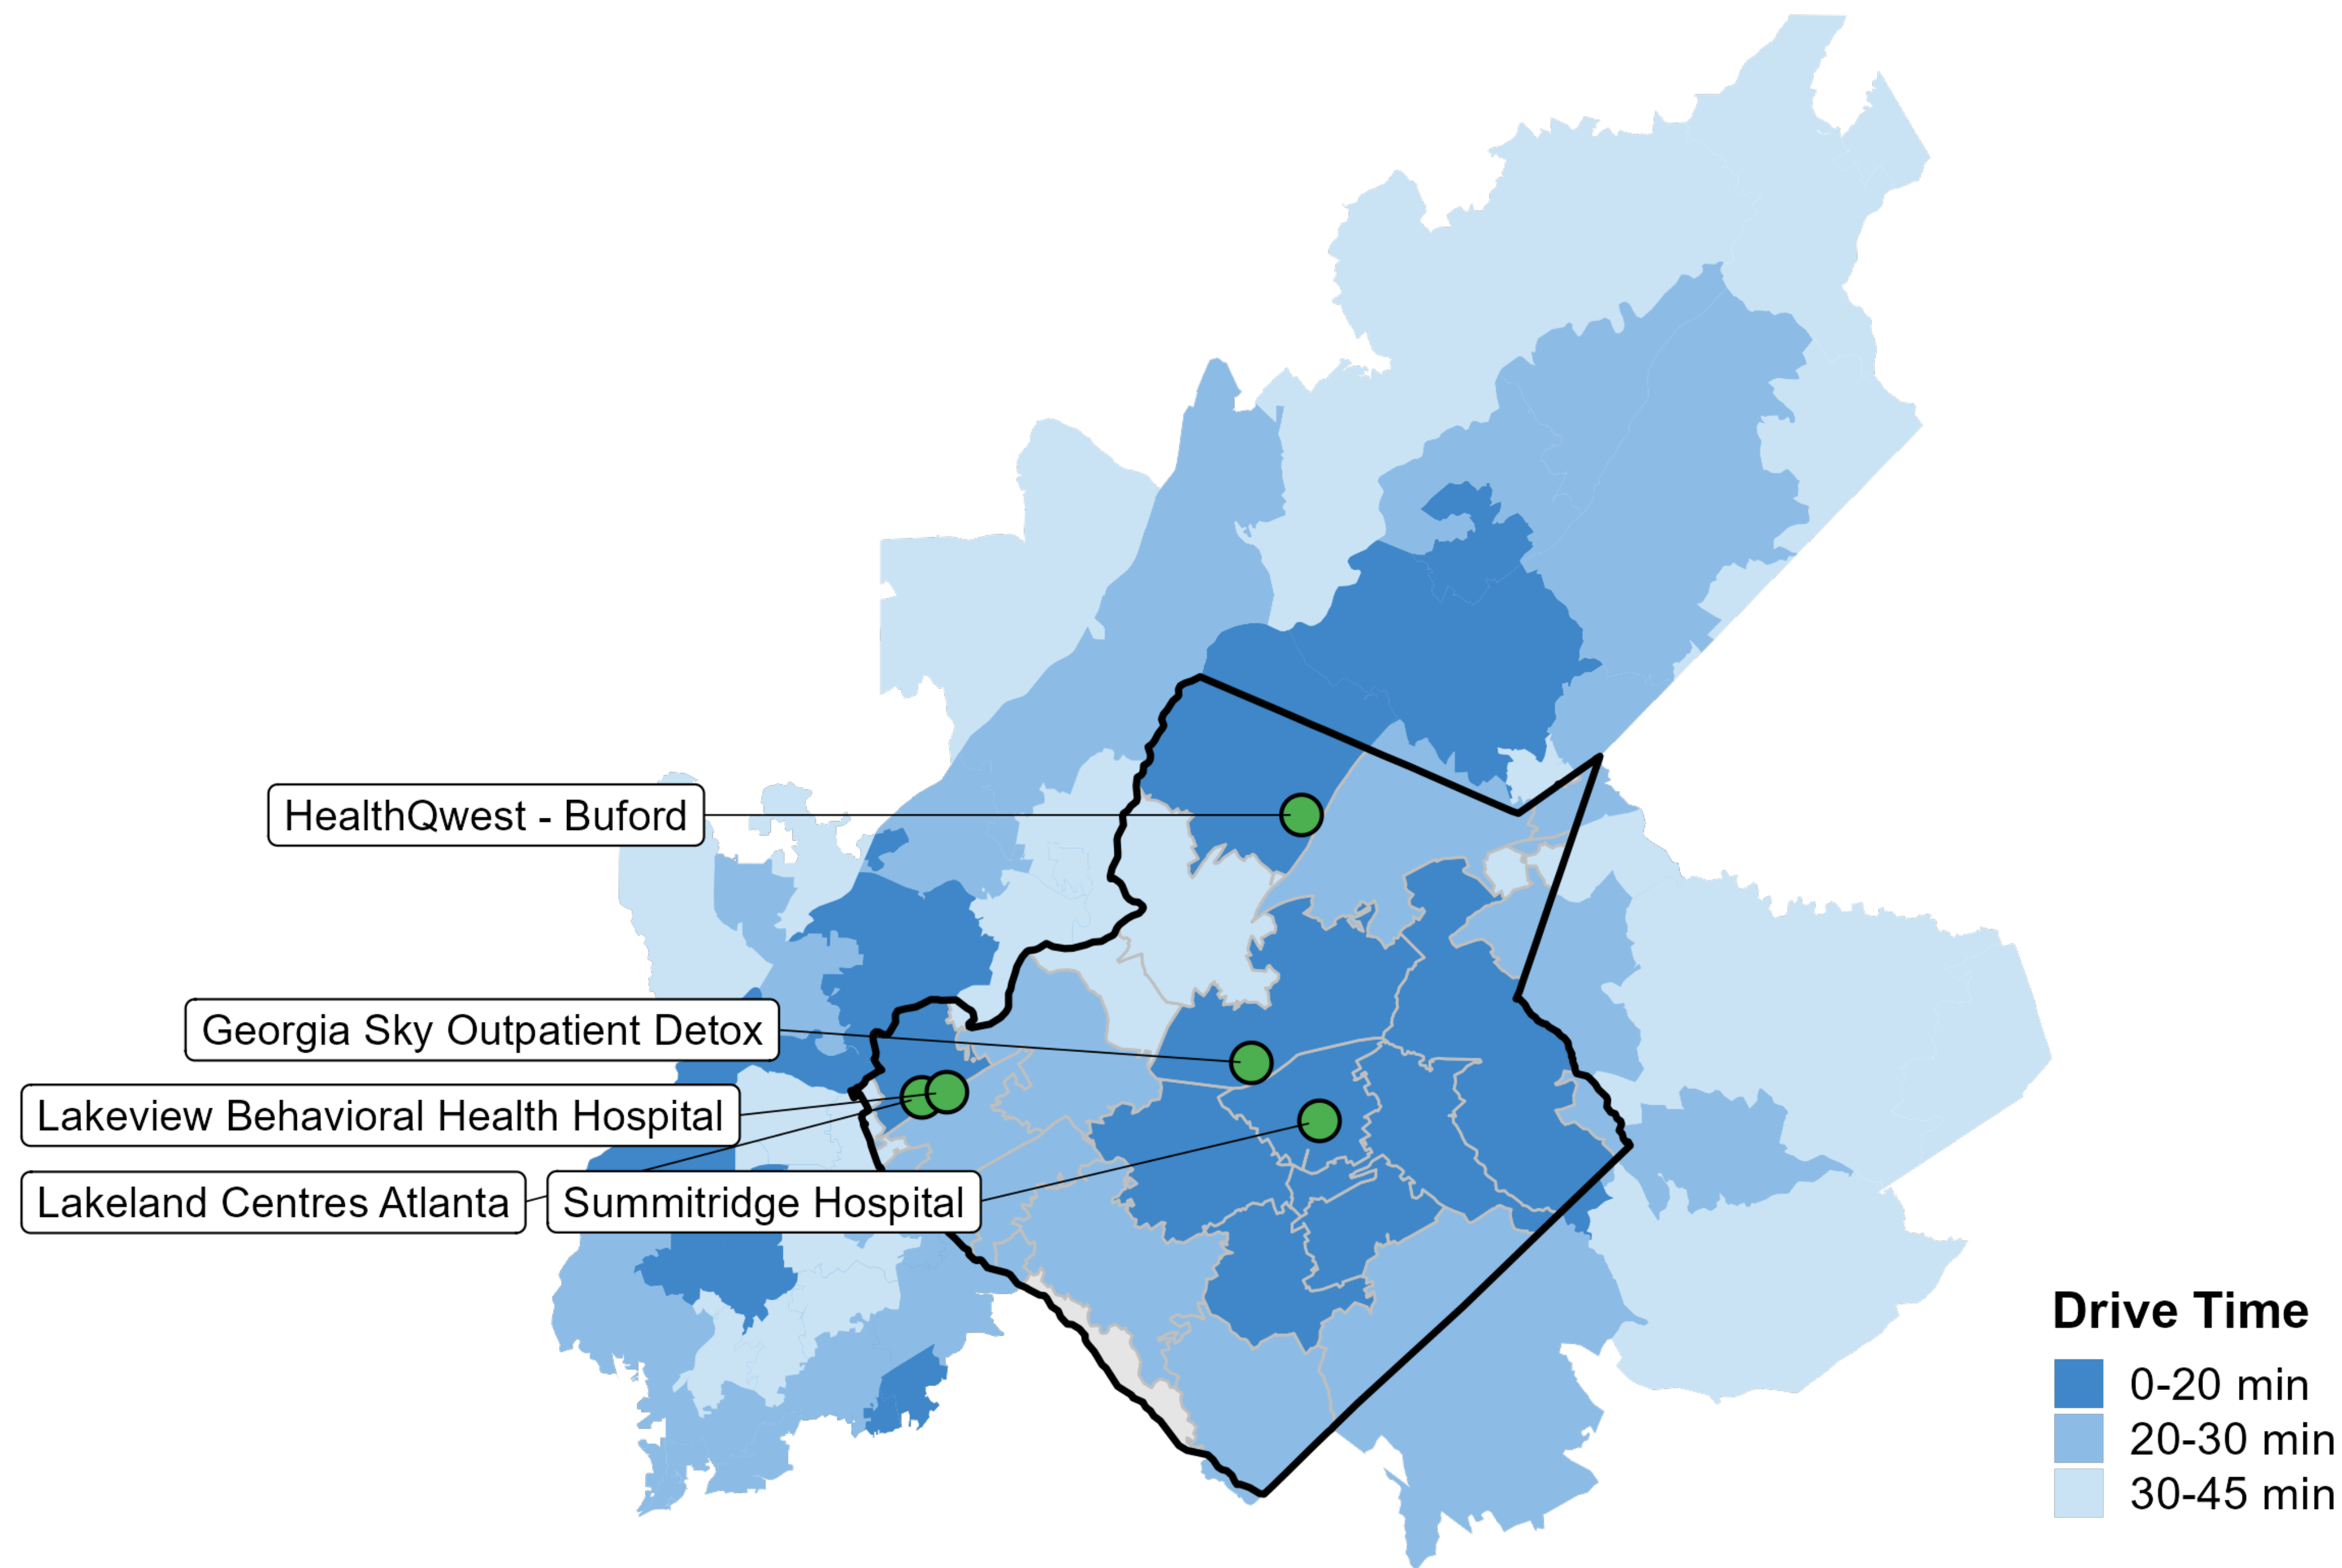 HealthQwest - Buford
Georgia Sky Outpatient Detox
Lakeview Behavioral Health Hospital
Lakeland Centres Atlanta
Summitridge Hospital
Drive Time
0-20 min
20-30 min
30-45 min